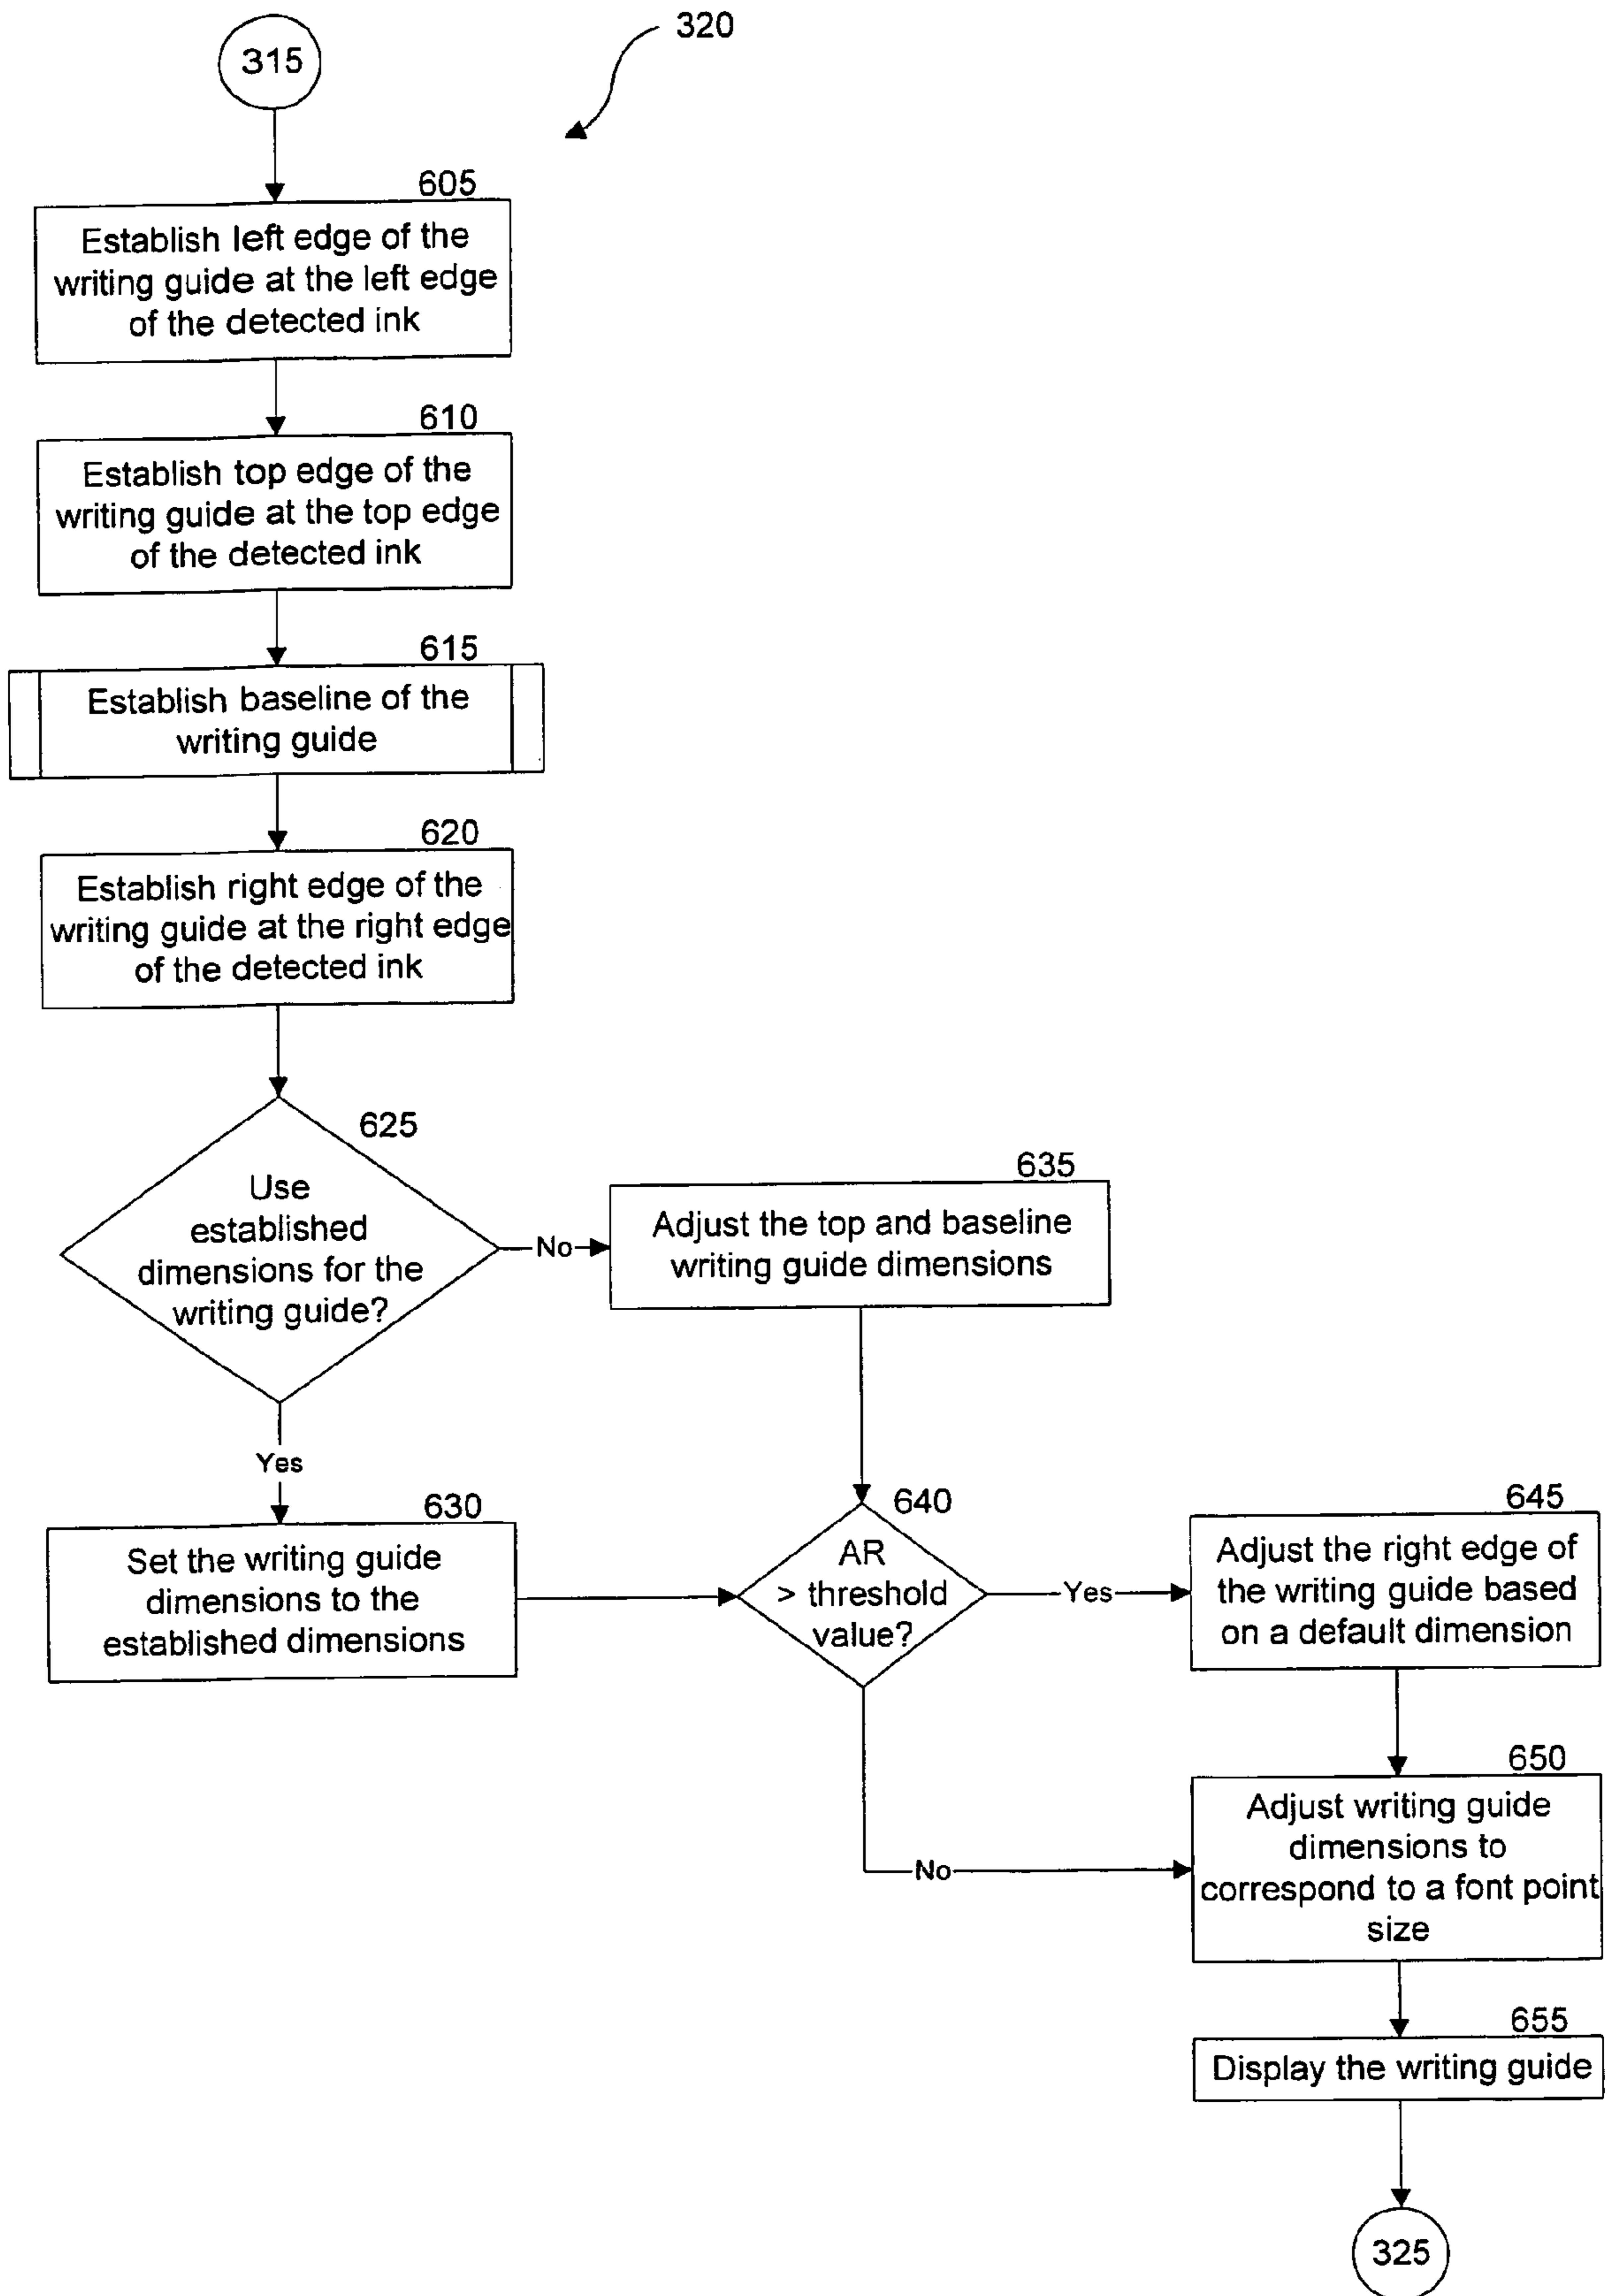 315
320
605
Establish left edge of the
writing guide at the left edge
of the detected ink
610
Establish top edge of the
writing guide at the top edge
of the detected ink
615
Establish baseline of the
writing guide
620
Establish right edge of the
writing guide at the right edge
of the detected ink
625
Use
established
dimensions for the
writing guide?
No
635
Adjust the top and baseline
writing guide dimensions
Yes
630
Set the writing guide
dimensions to the
established dimensions
640
AR
> threshold
value?
Yes
645
Adjust the right edge of
the writing guide based
on a default dimension
No
650
Adjust writing guide
dimensions to
correspond to a font point
size
655
Display the writing guide
325